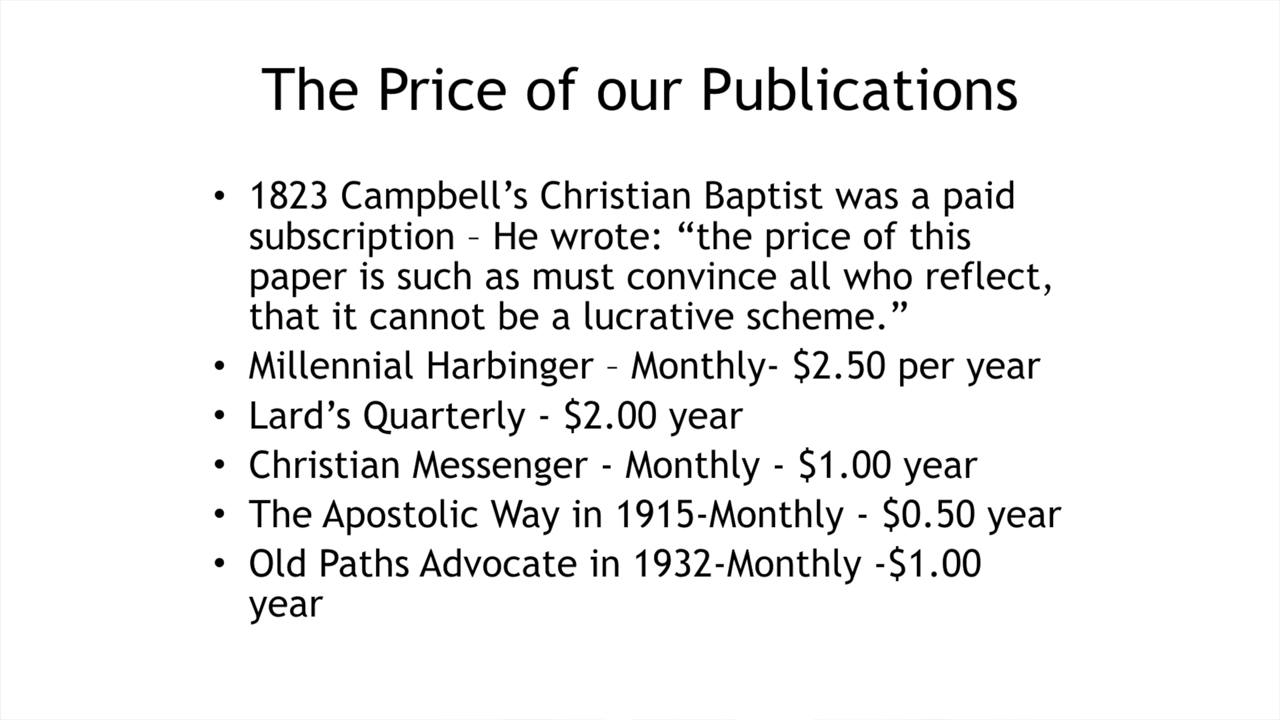 The Price of our Publications
• 1823 Campbell’s Christian Baptist was a paid
subscription – He wrote: “the price of this
paper is such as must convince all who reflect,
that it cannot be a lucrative scheme.”
• Millennial Harbinger – Monthly- $2.50 per year
• Lard’s Quarterly - $2.00 year
• Christian Messenger - Monthly - $1.00 year
• The Apostolic Way in 1915-Monthly - $0.50 year
• Old Paths Advocate in 1932-Monthly -$1.00
year